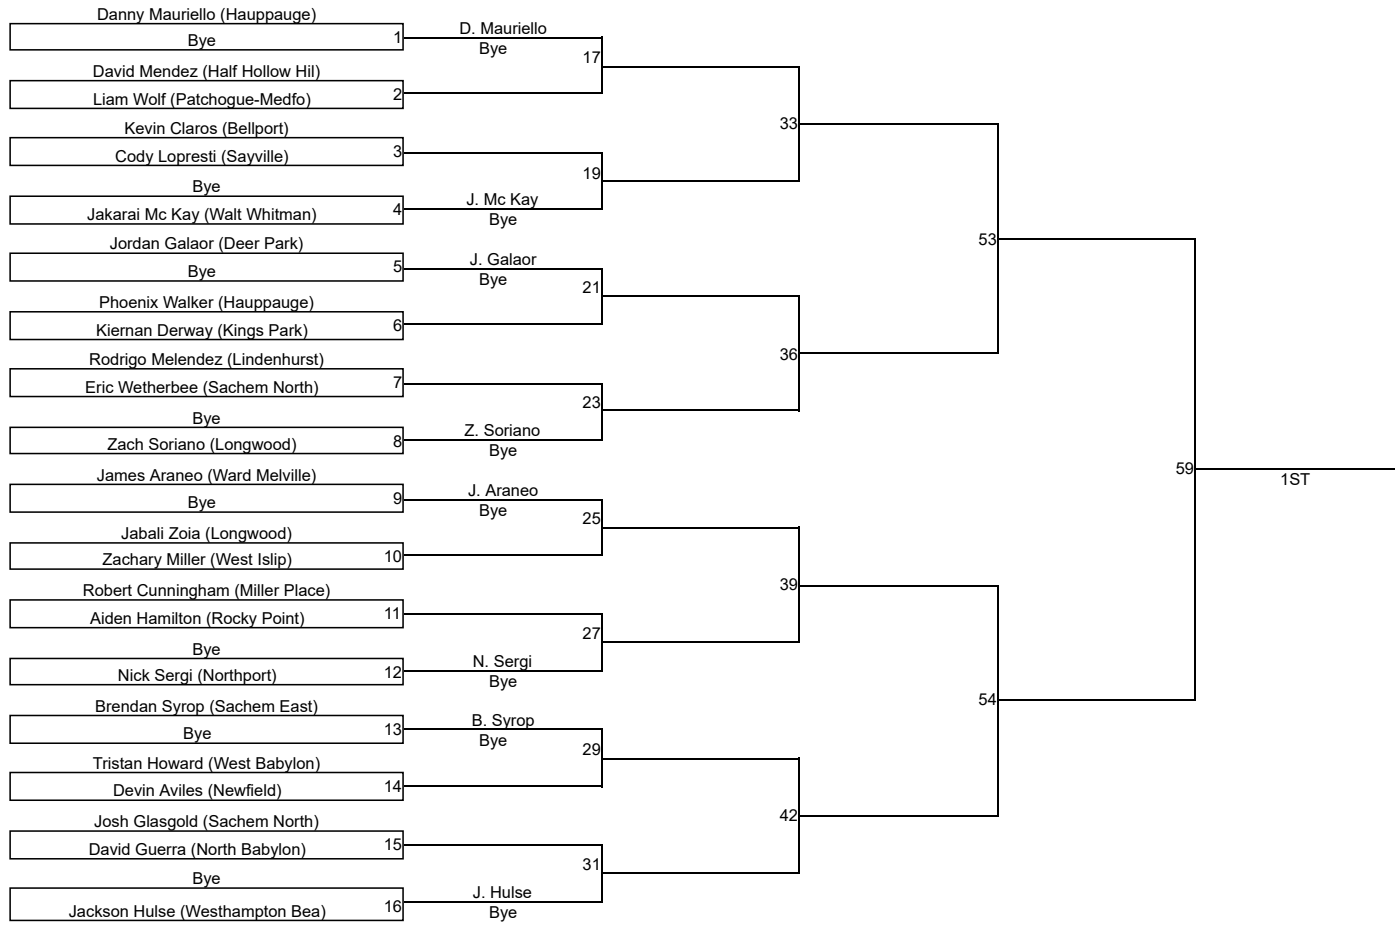 Danny Mauriello (Hauppauge)
Bye
1
D. Mauriello
Bye
17
David Mendez (Half Hollow Hil)
Liam Wolf (Patchogue-Medfo)
2
33
Kevin Claros (Bellport)
Cody Lopresti (Sayville)
3
19
Bye
Jakarai Mc Kay (Walt Whitman)
4
J. Mc Kay
Bye
53
Jordan Galaor (Deer Park)
Bye
5
J. Galaor
Bye
21
Phoenix Walker (Hauppauge)
Kiernan Derway (Kings Park)
6
36
Rodrigo Melendez (Lindenhurst)
Eric Wetherbee (Sachem North)
7
23
Bye
Zach Soriano (Longwood)
8
Z. Soriano
Bye
59
1ST
James Araneo (Ward Melville)
Bye
9
J. Araneo
Bye
25
Jabali Zoia (Longwood)
Zachary Miller (West Islip)
10
39
Robert Cunningham (Miller Place)
Aiden Hamilton (Rocky Point)
11
27
Bye
Nick Sergi (Northport)
12
N. Sergi
Bye
54
Brendan Syrop (Sachem East)
Bye
13
B. Syrop
Bye
29
Tristan Howard (West Babylon)
Devin Aviles (Newfield)
14
42
Josh Glasgold (Sachem North)
David Guerra (North Babylon)
15
31
Bye
Jackson Hulse (Westhampton Bea)
16
J. Hulse
Bye